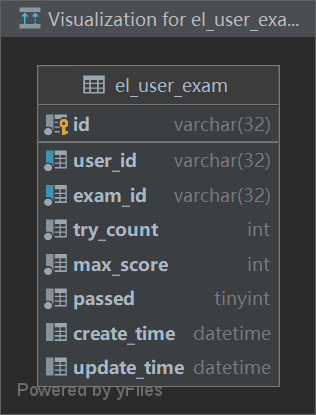 Visualization for el_user_exa...
el_user_exam
id varchar(32)
user_id varchar(32)
exam_id varchar(32)
try_count int
max_score int
passed tinyint
create_time datetime
update_time datetime
Powered by yFiles